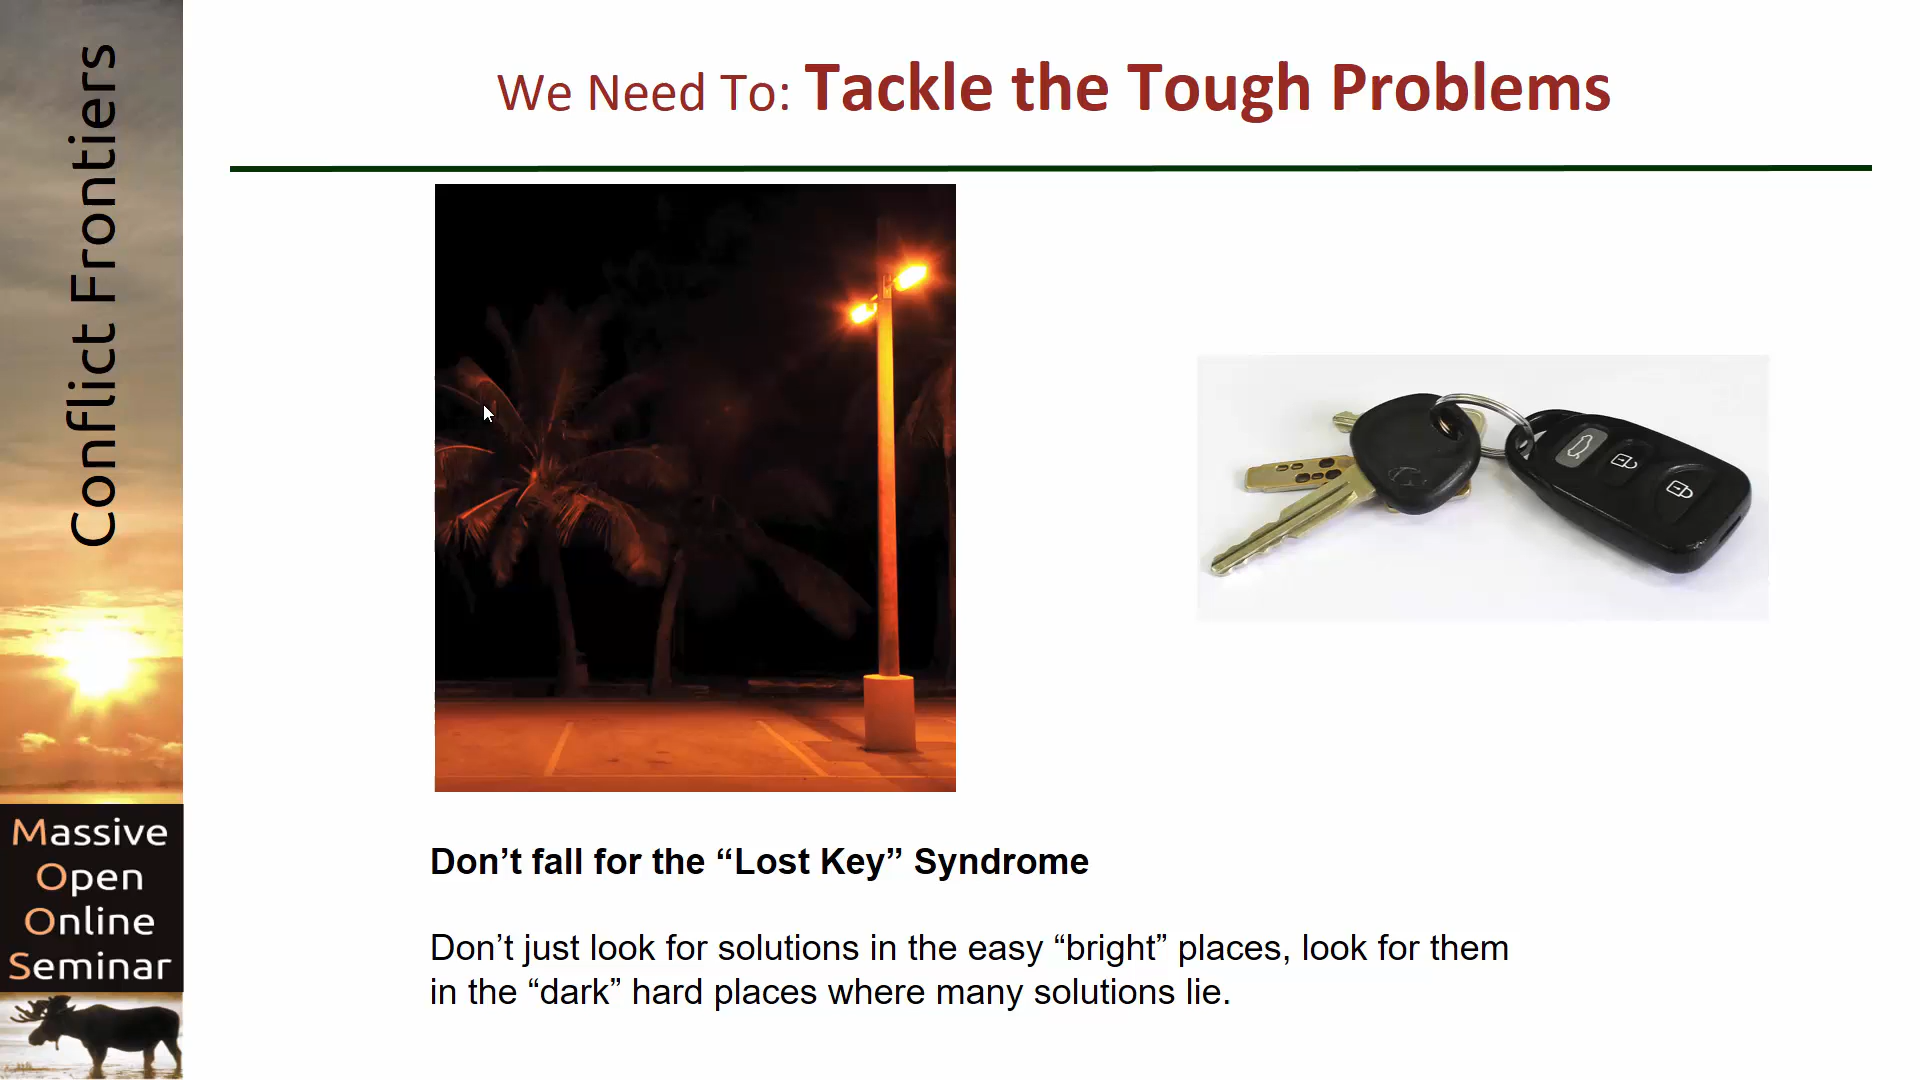 Conflict Frontiers
We Need To: Tackle the Tough Problems
Don’t fall for the “Lost Key” Syndrome
Don’t just look for solutions in the easy “bright” places, look for them
in the “dark” hard places where many solutions lie.
Massive
Open
Online
Seminar